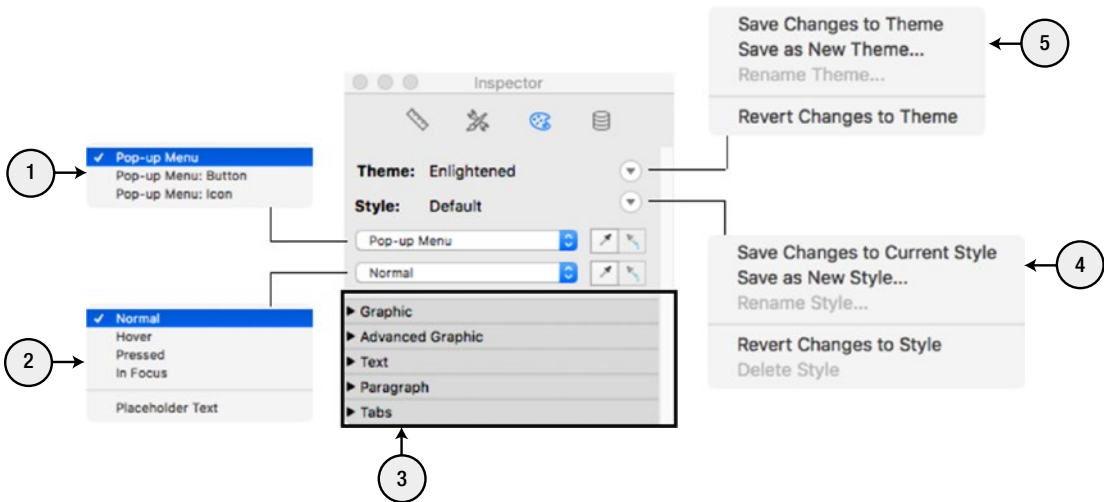 Save Changes to Theme
Save as New Theme...
Rename Theme...
Revert Changes to Theme
5
Inspector
1
✓ Pop-up Menu
Pop-up Menu: Button
Pop-up Menu: Icon
Theme: Enlightened
Style: Default
Pop-up Menu
Normal
Save Changes to Current Style
Save as New Style...
Rename Style...
Revert Changes to Style
Delete Style
4
2
✓ Normal
Hover
Pressed
In Focus
Placeholder Text
Graphic
Advanced Graphic
Text
Paragraph
Tabs
3